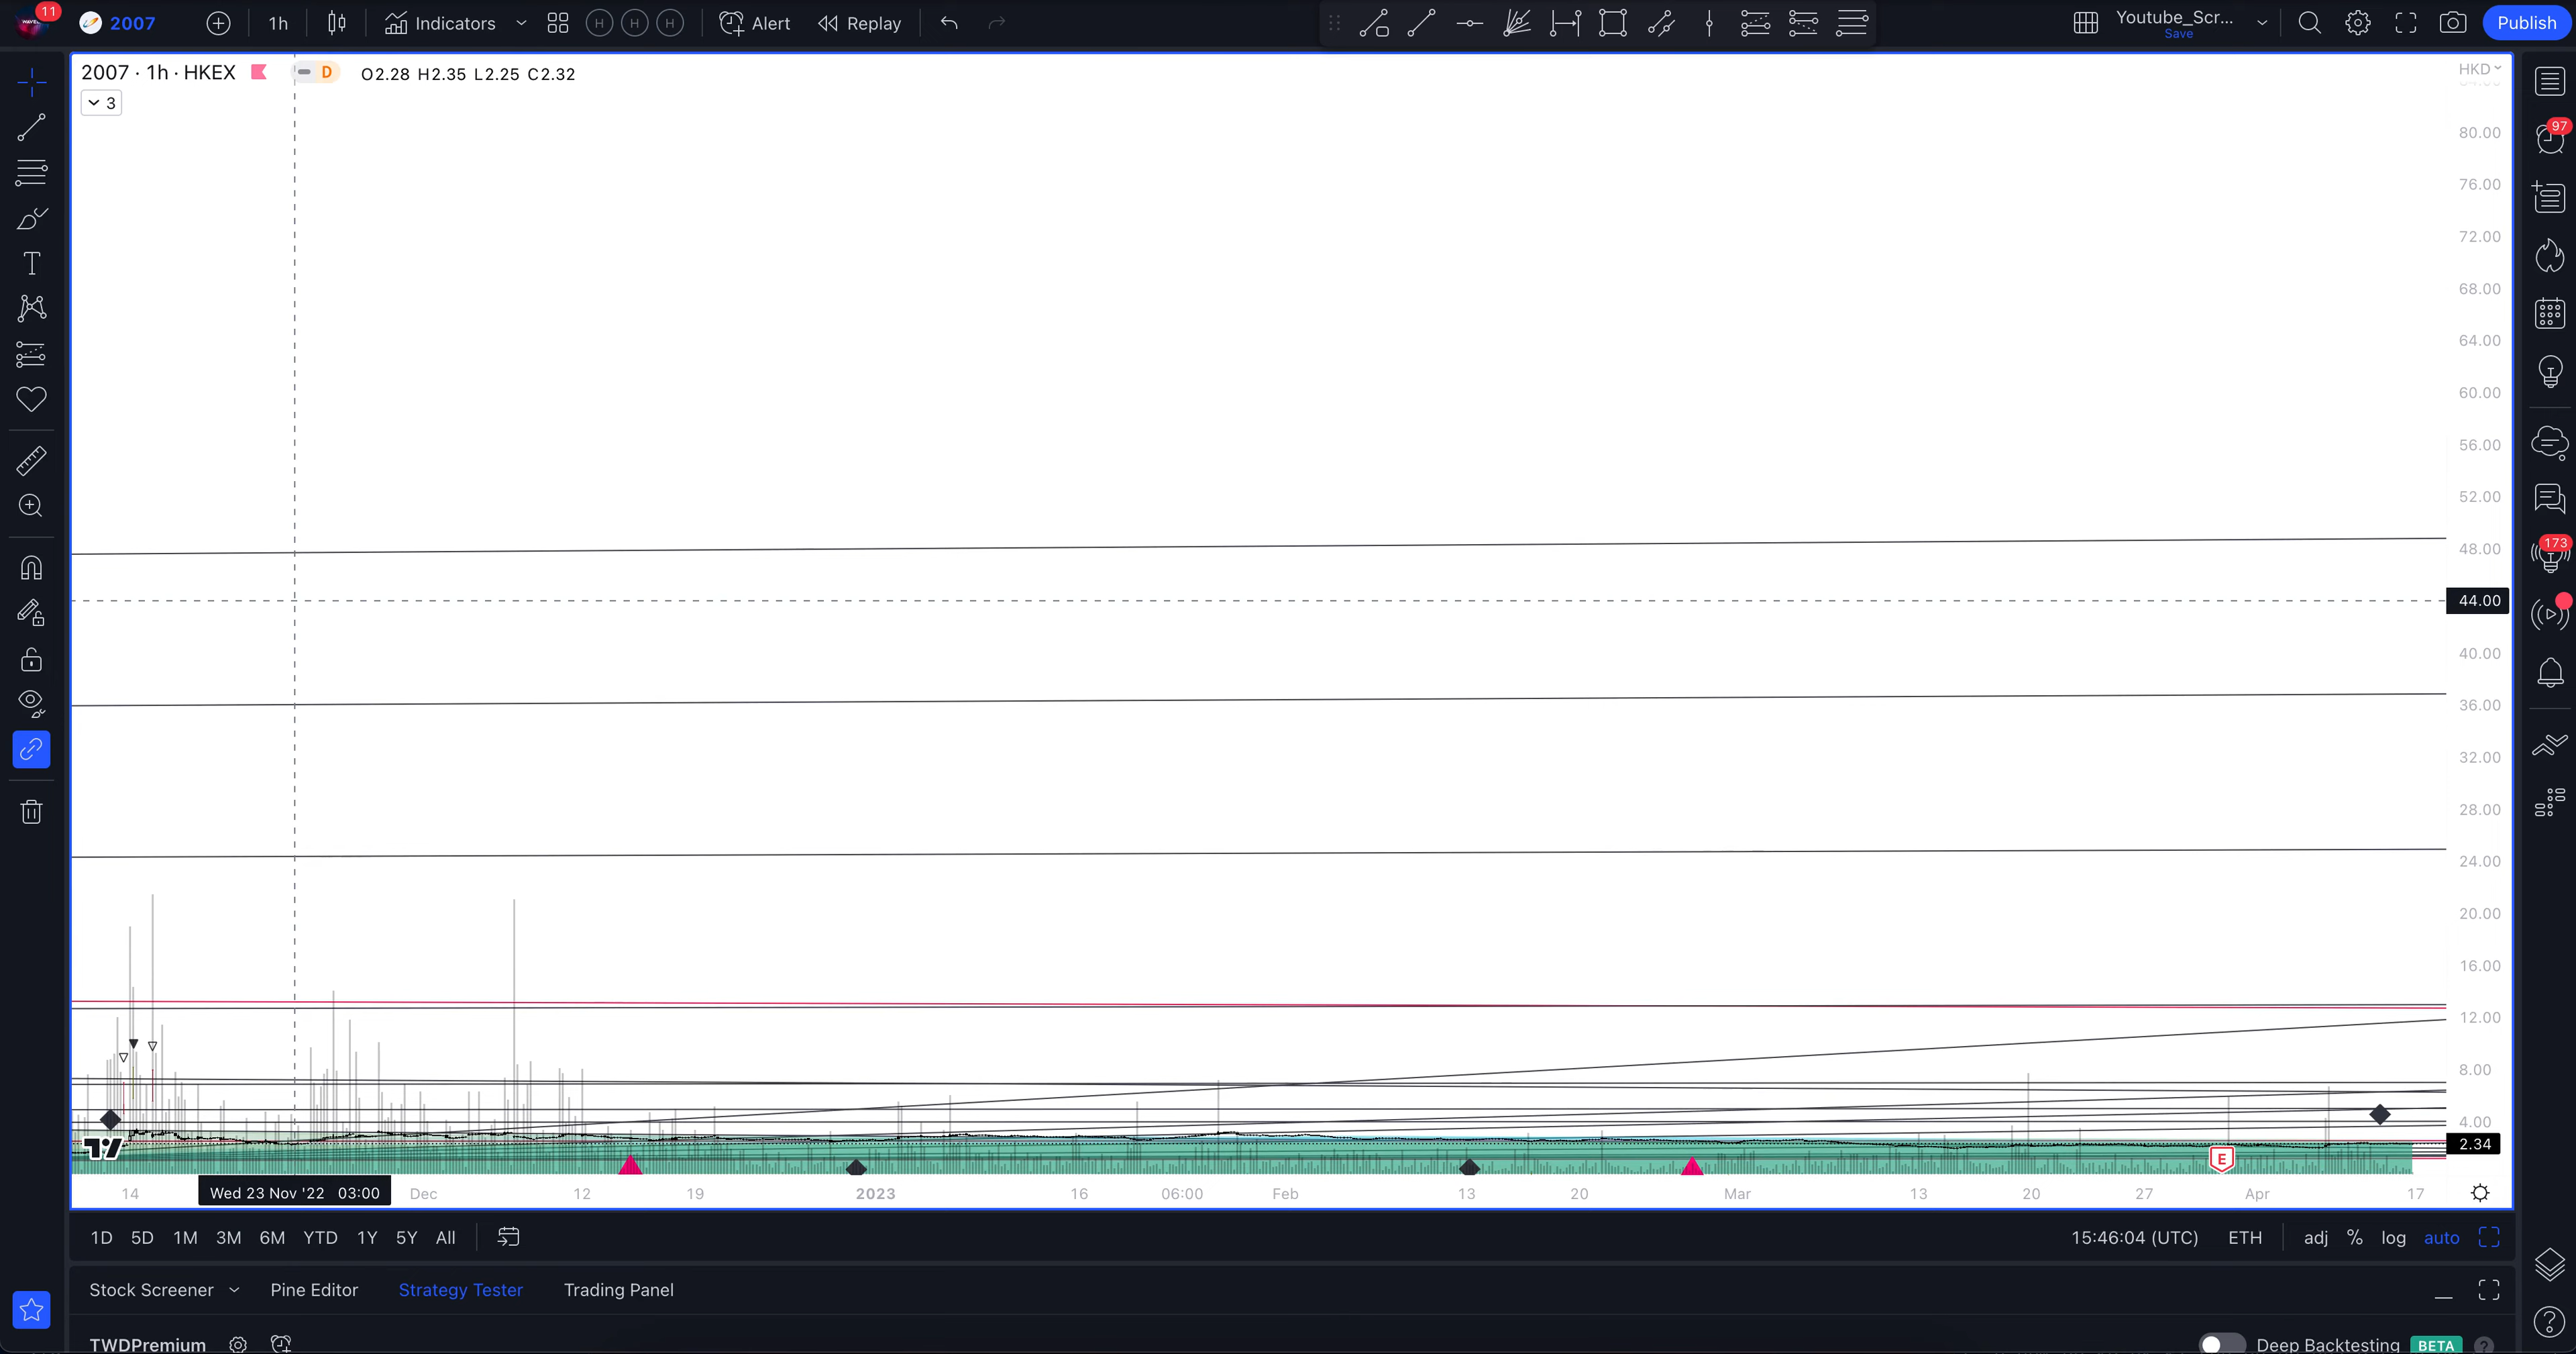 11
2007
1h
Indicators
H
H
H
Alert
Replay
Youtube_Scr...
Save
Publish
2007 · 1h · HKEX
D
O2.28 H2.35 L2.25 C2.32
3
HKD
80.00
76.00
72.00
68.00
64.00
60.00
56.00
52.00
48.00
44.00
40.00
36.00
32.00
28.00
24.00
20.00
16.00
12.00
8.00
4.00
2.34
97
173
E
14
Wed 23 Nov '22 03:00
Dec
12
19
2023
16
06:00
Feb
13
20
Mar
13
20
27
Apr
17
1D 5D 1M 3M 6M YTD 1Y 5Y All
15:46:04 (UTC)
ETH
adj
%
log
auto
Stock Screener
Pine Editor
Strategy Tester
Trading Panel
TWDPremium
Deep Backtesting
BETA